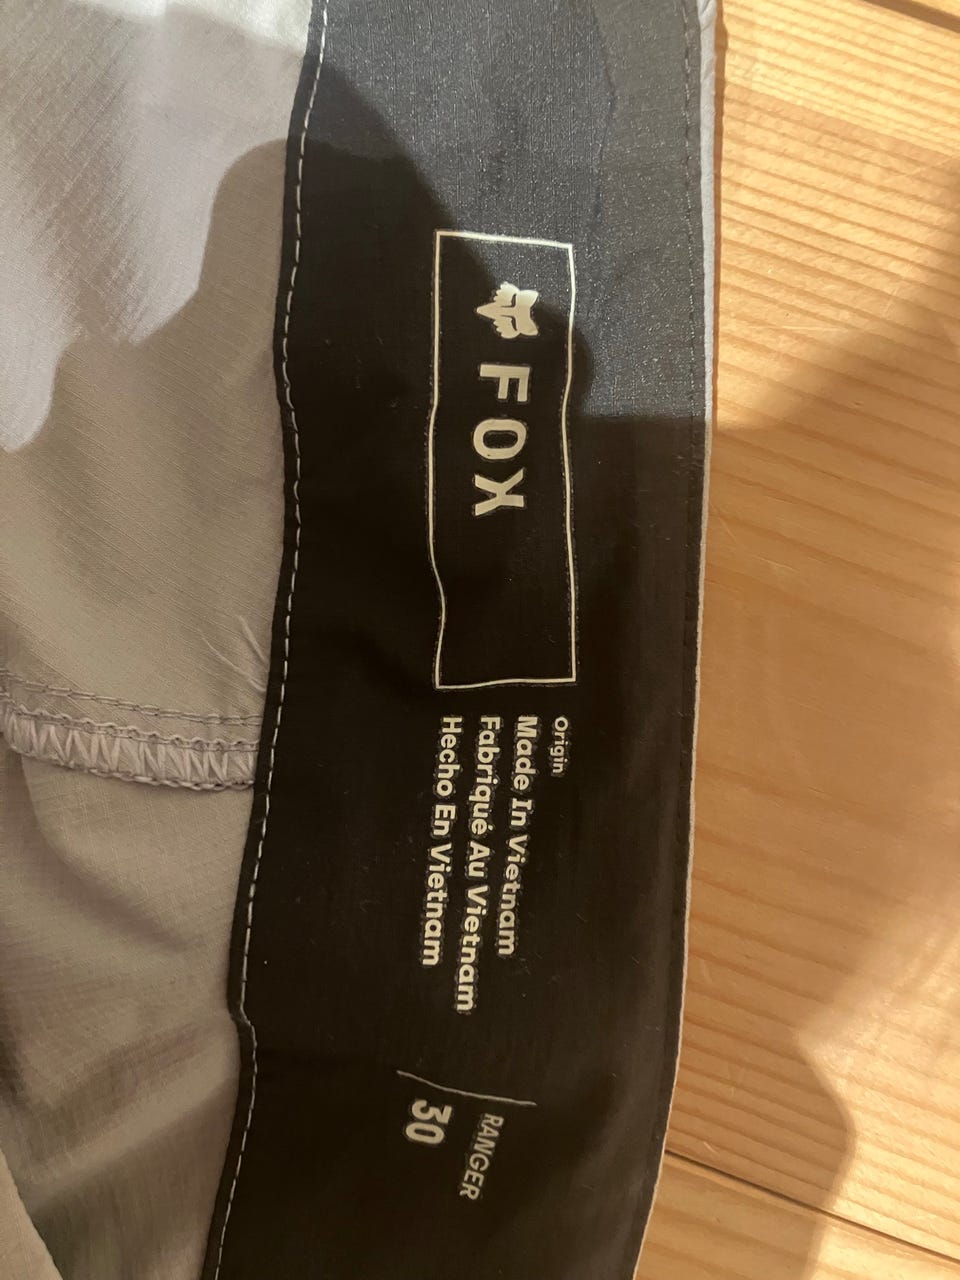 FOX
Origin
Made In Vietnam
Fabriqué Au Vietnam
Hecho En Vietnam
RANGER
30